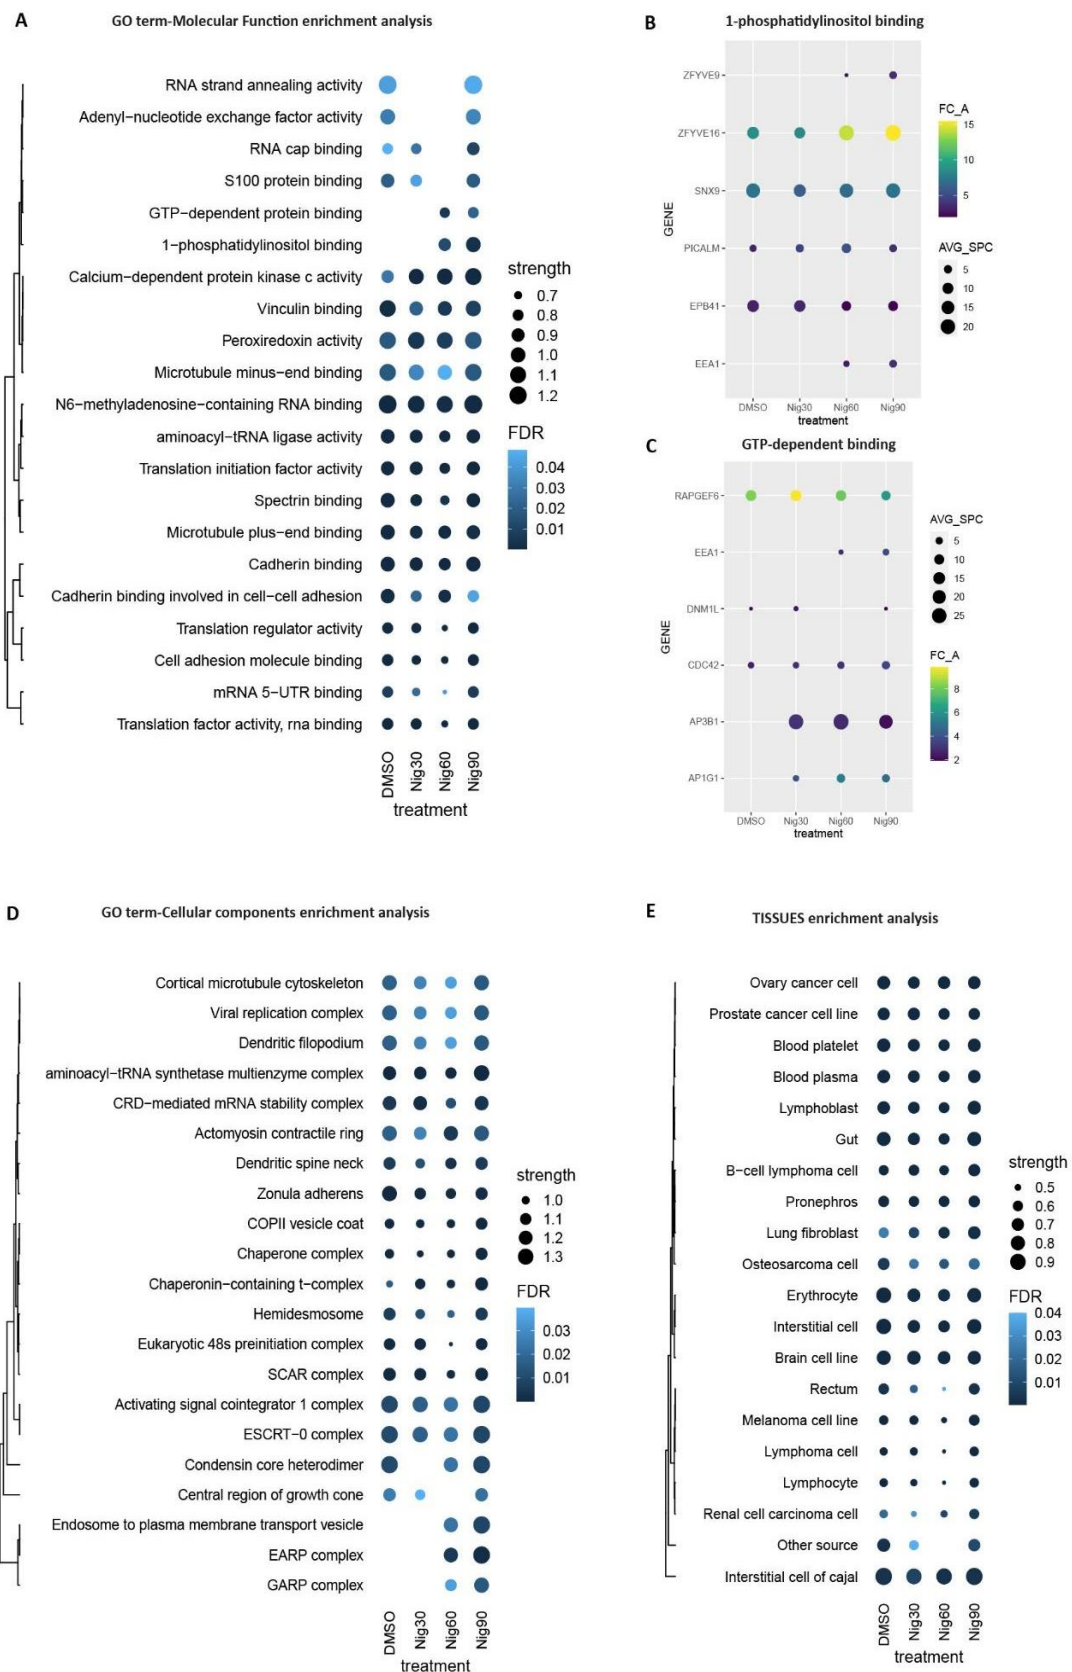 A
GO term-Molecular Function enrichment analysis
RNA strand annealing activity
Adenyl−nucleotide exchange factor activity
RNA cap binding
S100 protein binding
GTP−dependent protein binding
1−phosphatidylinositol binding
Calcium−dependent protein kinase c activity
Vinculin binding
Peroxiredoxin activity
Microtubule minus−end binding
N6−methyladenosine−containing RNA binding
aminoacyl−tRNA ligase activity
Translation initiation factor activity
Spectrin binding
Microtubule plus−end binding
Cadherin binding
Cadherin binding involved in cell−cell adhesion
Translation regulator activity
Cell adhesion molecule binding
mRNA 5−UTR binding
Translation factor activity, rna binding
DMSO
Nig30
Nig60
Nig90
treatment
strength
0.7
0.8
0.9
1.0
1.1
1.2
FDR
0.04
0.03
0.02
0.01
B
1-phosphatidylinositol binding
GENE
ZFYVE9
ZFYVE16
SNX9
PICALM
EPB41
EEA1
DMSO
Nig30
Nig60
Nig90
treatment
FC_A
15
10
5
AVG_SPC
5
10
15
20
C
GTP-dependent binding
GENE
RAPGEF6
EEA1
DNM1L
CDC42
AP3B1
AP1G1
DMSO
Nig30
Nig60
Nig90
treatment
AVG_SPC
5
10
15
20
25
FC_A
8
6
4
2
D
GO term-Cellular components enrichment analysis
Cortical microtubule cytoskeleton
Viral replication complex
Dendritic filopodium
aminoacyl−tRNA synthetase multienzyme complex
CRD−mediated mRNA stability complex
Actomyosin contractile ring
Dendritic spine neck
Zonula adherens
COPII vesicle coat
Chaperone complex
Chaperonin−containing t−complex
Hemidesmosome
Eukaryotic 48s preinitiation complex
SCAR complex
Activating signal cointegrator 1 complex
ESCRT−0 complex
Condensin core heterodimer
Central region of growth cone
Endosome to plasma membrane transport vesicle
EARP complex
GARP complex
DMSO
Nig30
Nig60
Nig90
treatment
strength
1.0
1.1
1.2
1.3
FDR
0.03
0.02
0.01
E
TISSUES enrichment analysis
Ovary cancer cell
Prostate cancer cell line
Blood platelet
Blood plasma
Lymphoblast
Gut
B−cell lymphoma cell
Pronephros
Lung fibroblast
Osteosarcoma cell
Erythrocyte
Interstitial cell
Brain cell line
Rectum
Melanoma cell line
Lymphoma cell
Lymphocyte
Renal cell carcinoma cell
Other source
Interstitial cell of cajal
DMSO
Nig30
Nig60
Nig90
treatment
strength
0.5
0.6
0.7
0.8
0.9
FDR
0.04
0.03
0.02
0.01